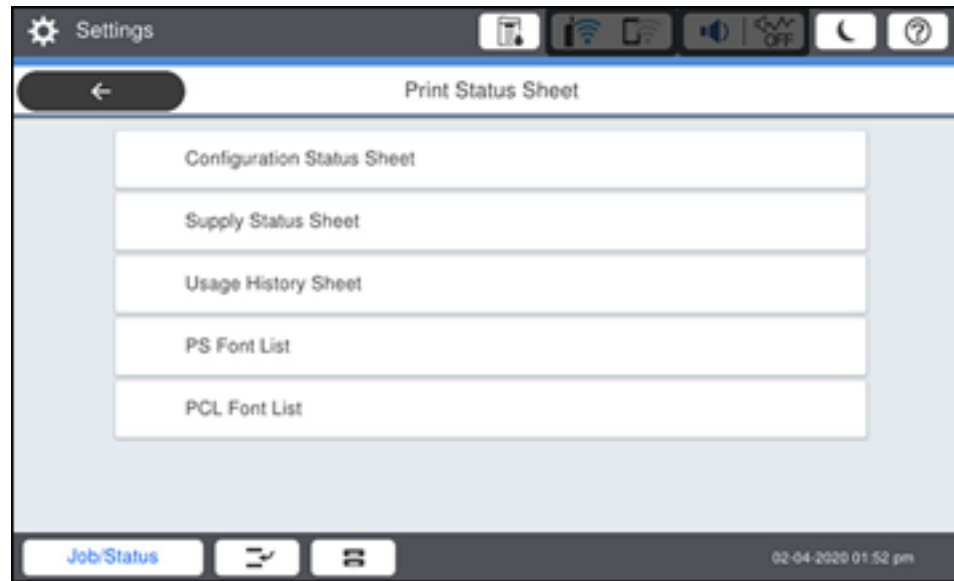 Settings
OFF
Print Status Sheet
Configuration Status Sheet
Supply Status Sheet
Usage History Sheet
PS Font List
PCL Font List
Job/Status
02-04-2020 01:52 pm